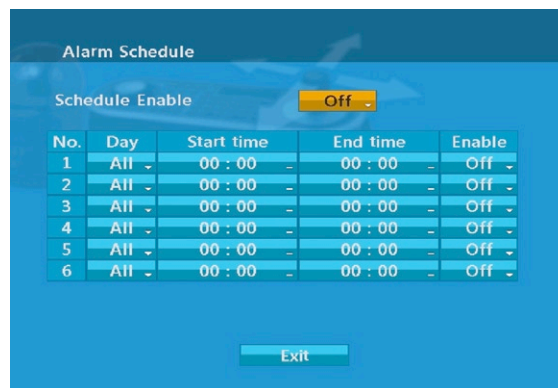 Alarm Schedule
Schedule Enable Off
No. Day Start time End time Enable
1 All 00 : 00 00 : 00 Off
2 All 00 : 00 00 : 00 Off
3 All 00 : 00 00 : 00 Off
4 All 00 : 00 00 : 00 Off
5 All 00 : 00 00 : 00 Off
6 All 00 : 00 00 : 00 Off
Exit